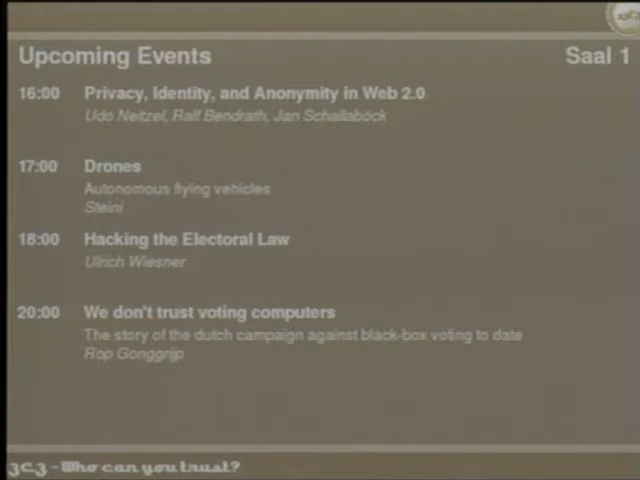 Upcoming Events Saal 1
16:00 Privacy, Identity, and Anonymity in Web 2.0
Udo Neitzel, Ralf Bendrath, Jan Schallaböck
17:00 Drones
Autonomous flying vehicles
Steini
18:00 Hacking the Electoral Law
Ulrich Wiesner
20:00 We don't trust voting computers
The story of the dutch campaign against black-box voting to date
Rop Gonggrijp
3C3 - Who can you trust?